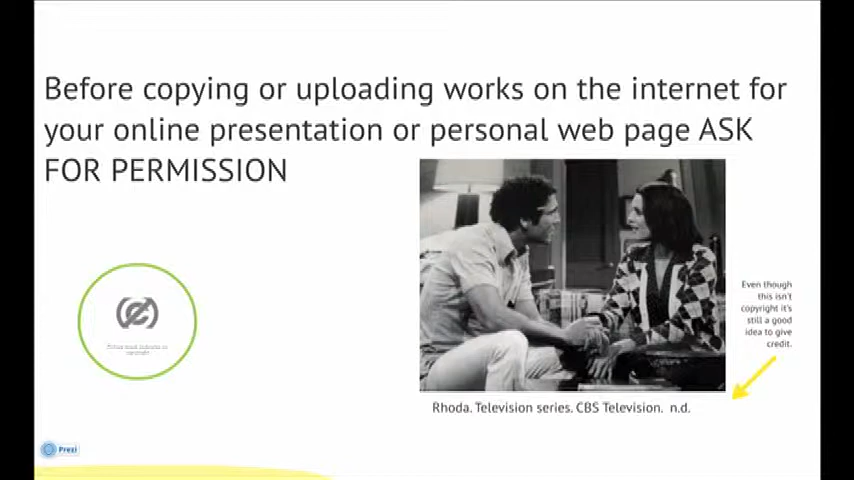 Before copying or uploading works on the internet for
your online presentation or personal web page ASK
FOR PERMISSION
Even though
this isn't
copyright it's
still a good
idea to give
credit.
Rhoda. Television series. CBS Television. n.d.
Prezi